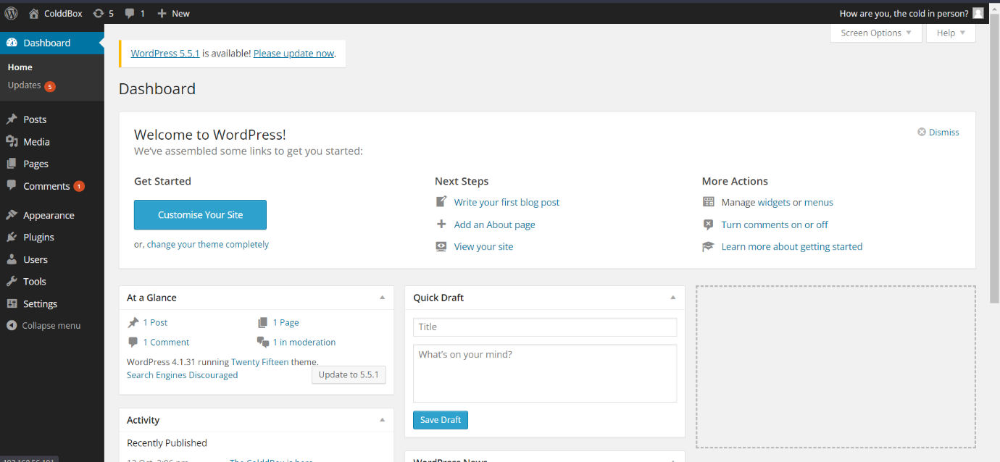 ColddBox 5 1 New How are you, the cold in person?
Dashboard
Screen Options Help
WordPress 5.5.1 is available! Please update now.
Home
Updates 5
Dashboard
Posts
Media
Pages
Comments 1
Appearance
Plugins
Users
Tools
Settings
Collapse menu
Welcome to WordPress!
Dismiss
We've assembled some links to get you started:
Get Started
Customise Your Site
or, change your theme completely
Next Steps
Write your first blog post
Add an About page
View your site
More Actions
Manage widgets or menus
Turn comments on or off
Learn more about getting started
At a Glance
1 Post 1 Page
1 Comment 1 in moderation
WordPress 4.1.31 running Twenty Fifteen theme.
Search Engines Discouraged Update to 5.5.1
Activity
Recently Published
The ColddBox is here
Quick Draft
Title
What's on your mind?
Save Draft
WordPress News